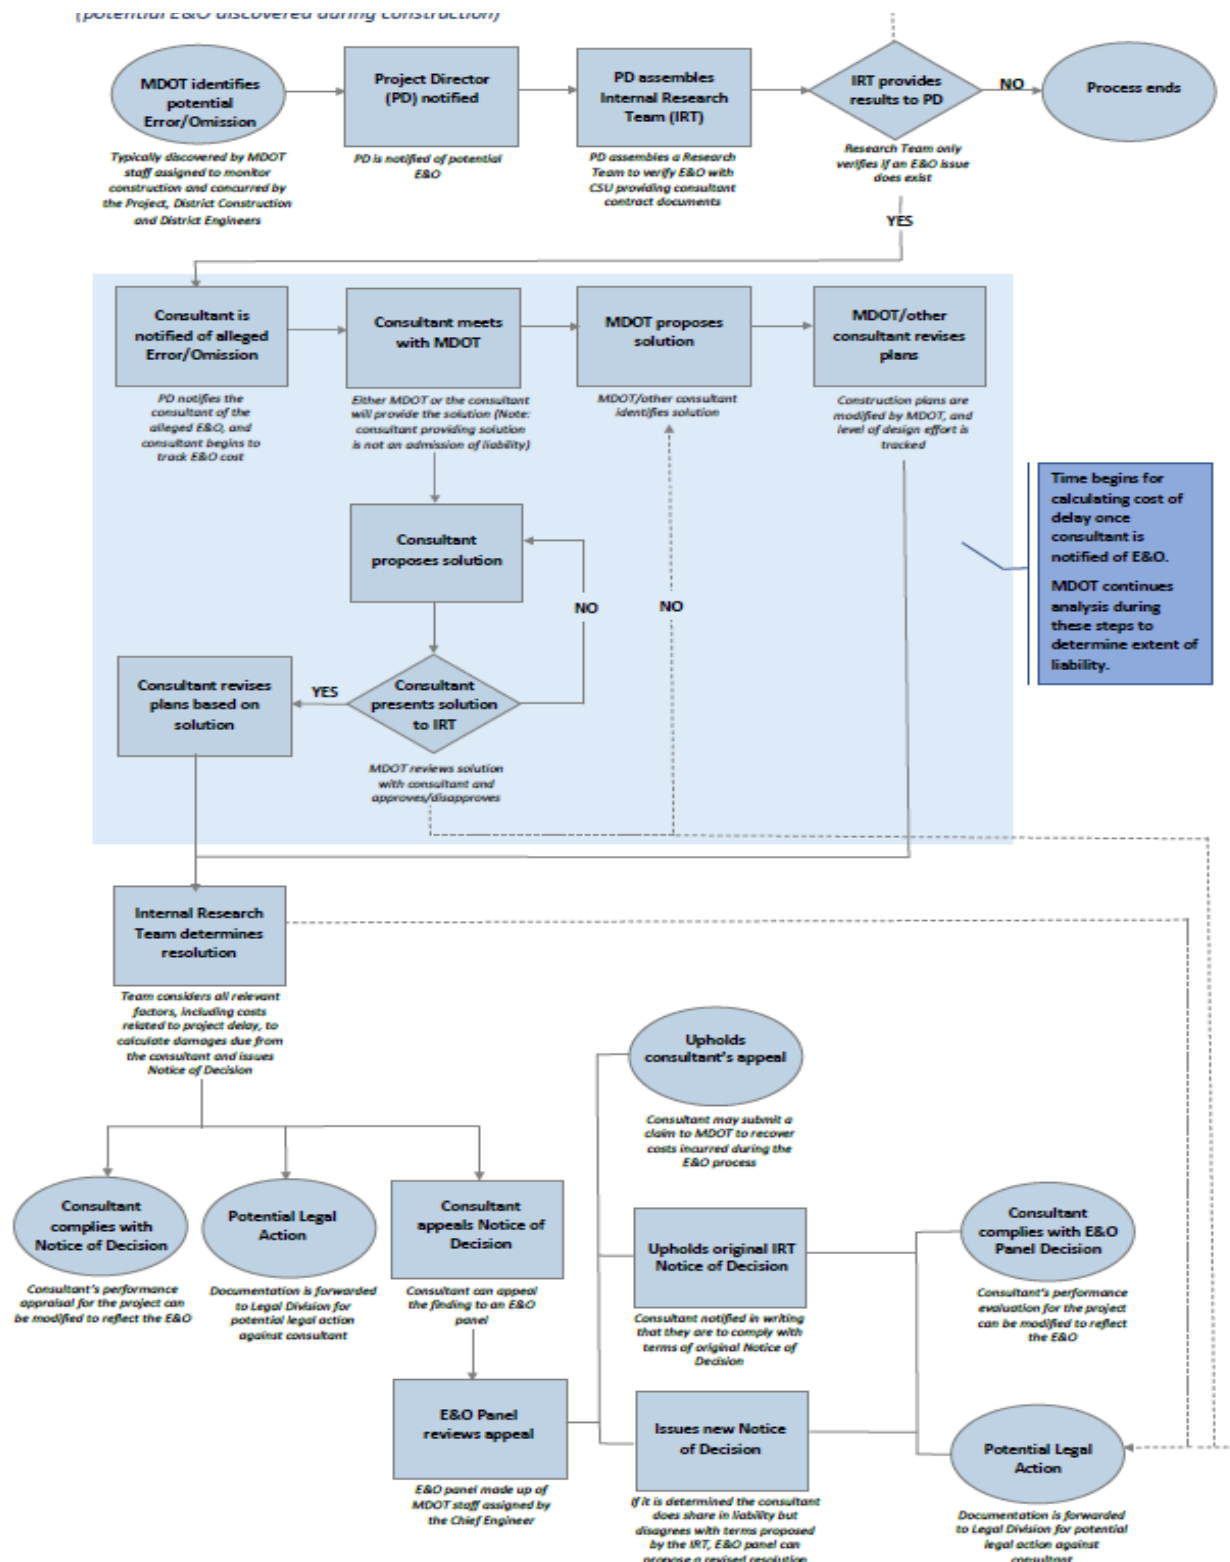 (potential E&O discovered during construction)
MDOT identifies
potential
Error/Omission
Project Director
(PD) notified
PD assembles
Internal Research
Team (IRT)
IRT provides
results to PD
NO
Process ends
Typically discovered by MDOT
staff assigned to monitor
construction and concurred by
the Project, District Construction
and District Engineers
PD is notified of potential
E&O
PD assembles a Research
Team to verify E&O with
CSU providing consultant
contract documents
Research Team only
verifies if an E&O issue
does exist
YES
Consultant is
notified of alleged
Error/Omission
Consultant meets
with MDOT
MDOT proposes
solution
MDOT/other
consultant revises
plans
PD notifies the
consultant of the
alleged E&O, and
consultant begins to
track E&O cost
Either MDOT or the consultant
will provide the solution (Note:
consultant providing solution
is not an admission of liability)
MDOT/other consultant
identifies solution
Construction plans are
modified by MDOT, and
level of design effort is
tracked
Time begins for
calculating cost of
delay once
consultant is
notified of E&O.
MDOT continues
analysis during
these steps to
determine extent of
liability.
Consultant
proposes solution
NO
NO
Consultant revises
plans based on
solution
YES
Consultant
presents solution
to IRT
MDOT reviews solution
with consultant and
approves/disapproves
Internal Research
Team determines
resolution
Team considers all relevant
factors, including costs
related to project delay, to
calculate damages due from
the consultant and issues
Notice of Decision
Upholds
consultant's appeal
Consultant may submit a
claim to MDOT to recover
costs incurred during the
E&O process
Consultant
complies with
Notice of Decision
Potential Legal
Action
Consultant
appeals Notice of
Decision
Upholds original IRT
Notice of Decision
Consultant
complies with E&O
Panel Decision
Consultant's performance
appraisal for the project can
be modified to reflect the E&O
Documentation is forwarded
to Legal Division for
potential legal action
against consultant
Consultant can appeal
the finding to an E&O
panel
Consultant notified in writing
that they are to comply with
terms of original Notice of
Decision
Consultant's performance
evaluation for the project
can be modified to reflect
the E&O
E&O Panel
reviews appeal
Issues new Notice
of Decision
Potential Legal
Action
E&O panel made up of
MDOT staff assigned by
the Chief Engineer
If it is determined the consultant
does share in liability but
disagrees with terms proposed
by the IRT, E&O panel can
propose a revised resolution
Documentation is forwarded
to Legal Division for potential
legal action against
consultant